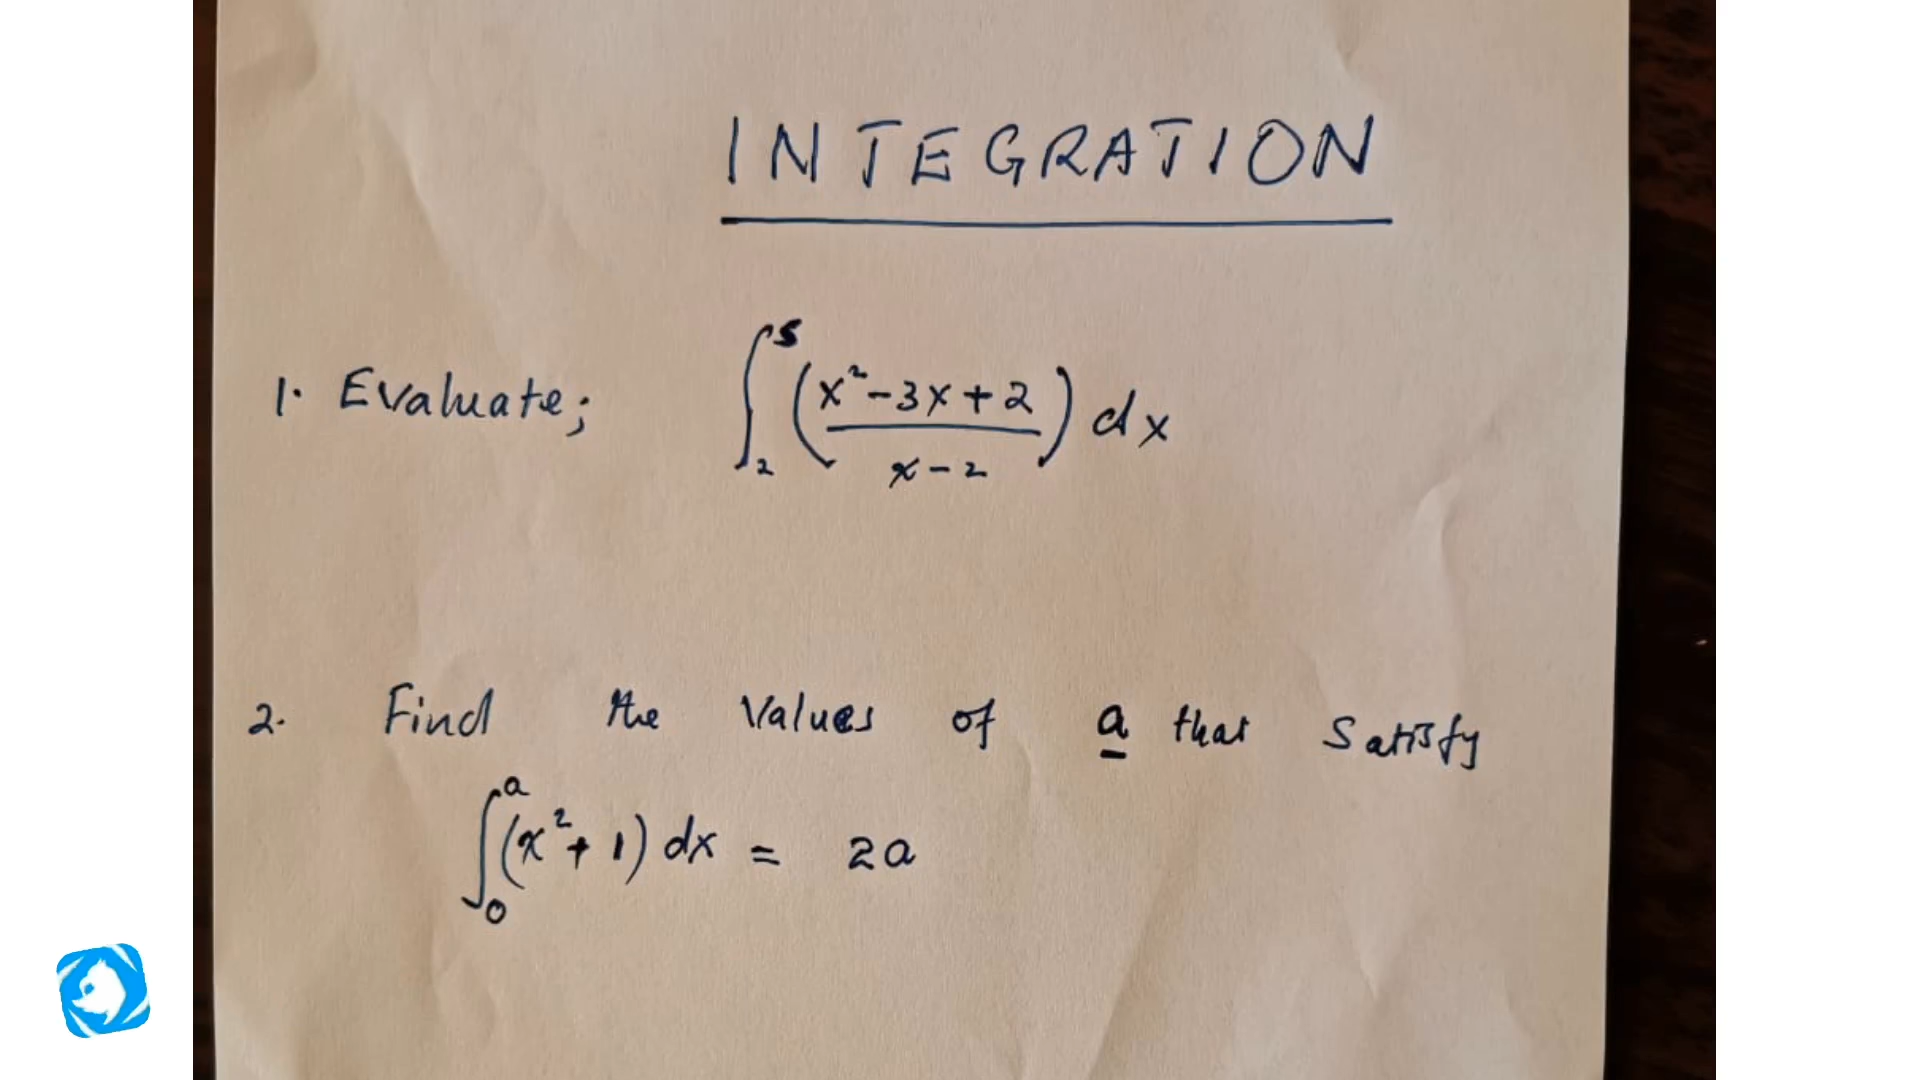 INTEGRATION
1. Evaluate; ∫₂⁵ ((x²-3x+2)/(x-2)) dx
2. Find the Values of a that Satisfy
∫₀ᵃ (x²+1) dx = 2a